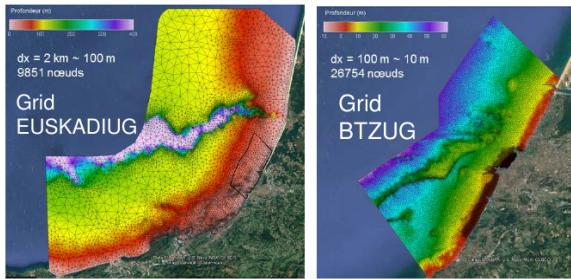 Profondeur (m)
0 100 200 300 400
dx = 2 km ~ 100 m
9851 nœuds
Grid
EUSKADIUG
Profondeur (m)
10 20 30 40 50 60
dx = 100 m ~ 10 m
26754 nœuds
Grid
BTZUG